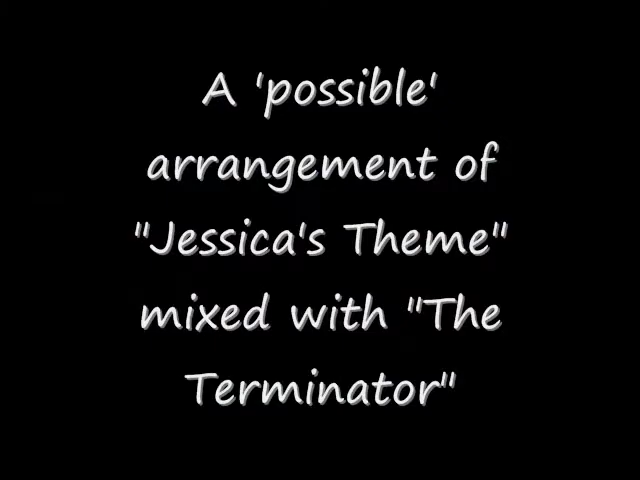 A 'possible'
arrangement of
"Jessica's Theme"
mixed with "The
Terminator"